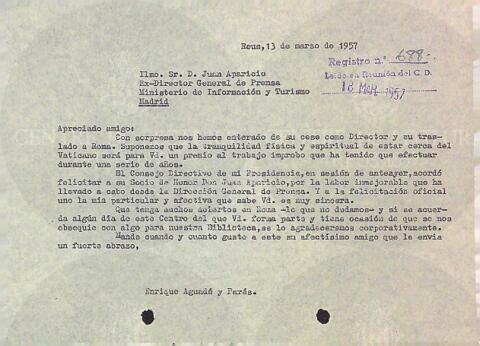 Reus, 13 de marzo de 1957
Registro n.º 688-
Leído en Reunión del C. D.
18 MAR. 1957
Ilmo. Sr. D. Juan Aparicio
Ex-Director General de Prensa
Ministerio de Información y Turismo
Madrid
Apreciado amigo:
Con sorpresa nos hemos enterado de su cese como Director y su tras-
lado a Roma. Suponemos que la tranquilidad física y espiritual de estar cerca del
Vaticano será para Vd. un premio al trabajo improbo que ha tenido que efectuar
durante una serie de años.
El Consejo Directivo de mi Presidencia, en sesión de anteayer, acordó
felicitar a su Socio de Honor Don Juan Aparicio, por la labor inmejorable que ha
llevado a cabo desde la Dirección General de Prensa. Y a la felicitación oficial
uno la mía particular y afectiva que sabe Vd. es muy sincera.
Que tenga muchos aciertos en Roma -lo que no dudamos- y si se acuerda
algún día de este Centro del que Vd. forma parte y tiene ocasión de que se nos
obsequie con algo para nuestra Biblioteca, se lo agradeceremos corporativamente.
Mande cuando y cuanto guste a este su afectísimo amigo que le envia
un fuerte abrazo,
Enrique Aguadé y Parés.